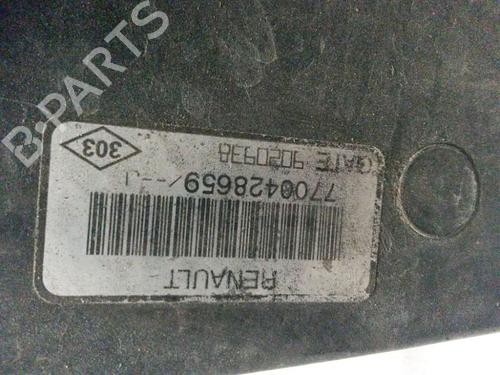 RENAULT
7700428659/--J
GATE 9020938
303
B-PARTS